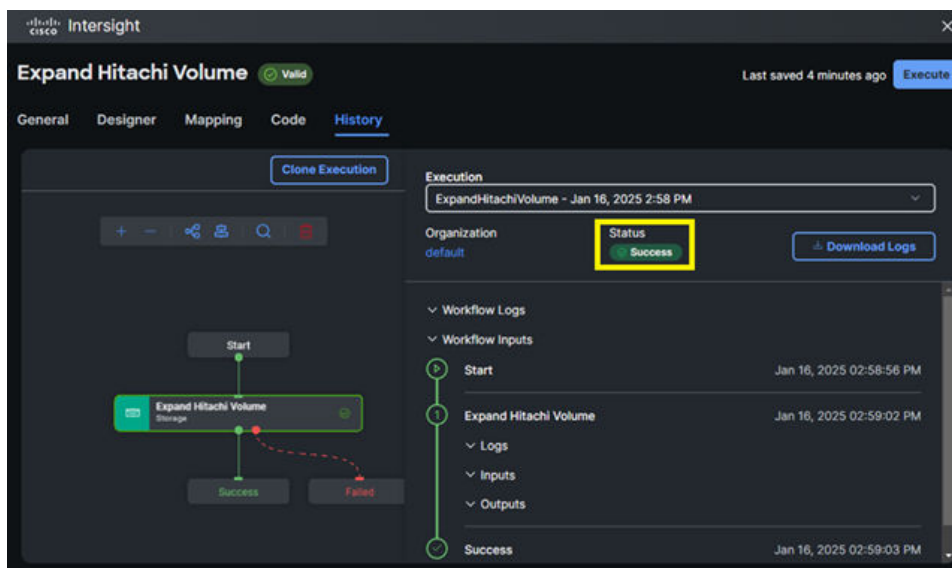 cisco Intersight
Expand Hitachi Volume Valid
Last saved 4 minutes ago Execute
General Designer Mapping Code History
Clone Execution
Execution
ExpandHitachiVolume - Jan 16, 2025 2:58 PM
Organization
default
Status
Success
Download Logs
Start
Expand Hitachi Volume
Storage
Success
Failed
Workflow Logs
Workflow Inputs
Start Jan 16, 2025 02:58:56 PM
1 Expand Hitachi Volume Jan 16, 2025 02:59:02 PM
Logs
Inputs
Outputs
Success Jan 16, 2025 02:59:03 PM